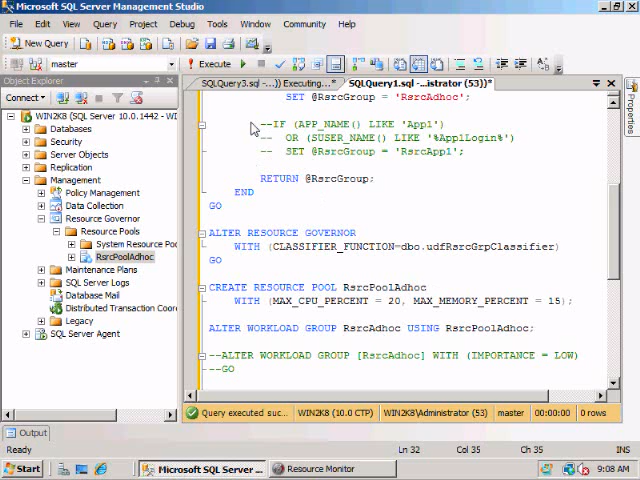 Microsoft SQL Server Management Studio
File Edit View Query Project Debug Tools Window Community Help
New Query
master Execute
Object Explorer
SQLQuery3.sql -...)) Executing...* SQLQuery1.sql -...istrator (53))*
Connect
WIN2K8 (SQL Server 10.0.1442 - WIN2K
Databases
Security
Server Objects
Replication
Management
Policy Management
Data Collection
Resource Governor
Resource Pools
System Resource Po
RsrcPoolAdhoc
Maintenance Plans
SQL Server Logs
Database Mail
Distributed Transaction Coor
Legacy
SQL Server Agent
SET @RsrcGroup = 'RsrcAdhoc';
--IF (APP_NAME() LIKE 'App1')
-- OR (SUSER_NAME() LIKE '%App1Login%')
-- SET @RsrcGroup = 'RsrcApp1';
RETURN @RsrcGroup;
END
GO
ALTER RESOURCE GOVERNOR
WITH (CLASSIFIER_FUNCTION=dbo.udfRsrcGrpClassifier)
GO
CREATE RESOURCE POOL RsrcPoolAdhoc
WITH (MAX_CPU_PERCENT = 20, MAX_MEMORY_PERCENT = 15);
ALTER WORKLOAD GROUP RsrcAdhoc USING RsrcPoolAdhoc;
--ALTER WORKLOAD GROUP [RsrcAdhoc] WITH (IMPORTANCE = LOW)
--GO
Properties
Query executed suc... WIN2K8 (10.0 CTP) WIN2K8\Administrator (53) master 00:00:00 0 rows
Output
Ready Ln 32 Col 35 Ch 35 INS
Start Microsoft SQL Server ... Resource Monitor 9:08 AM